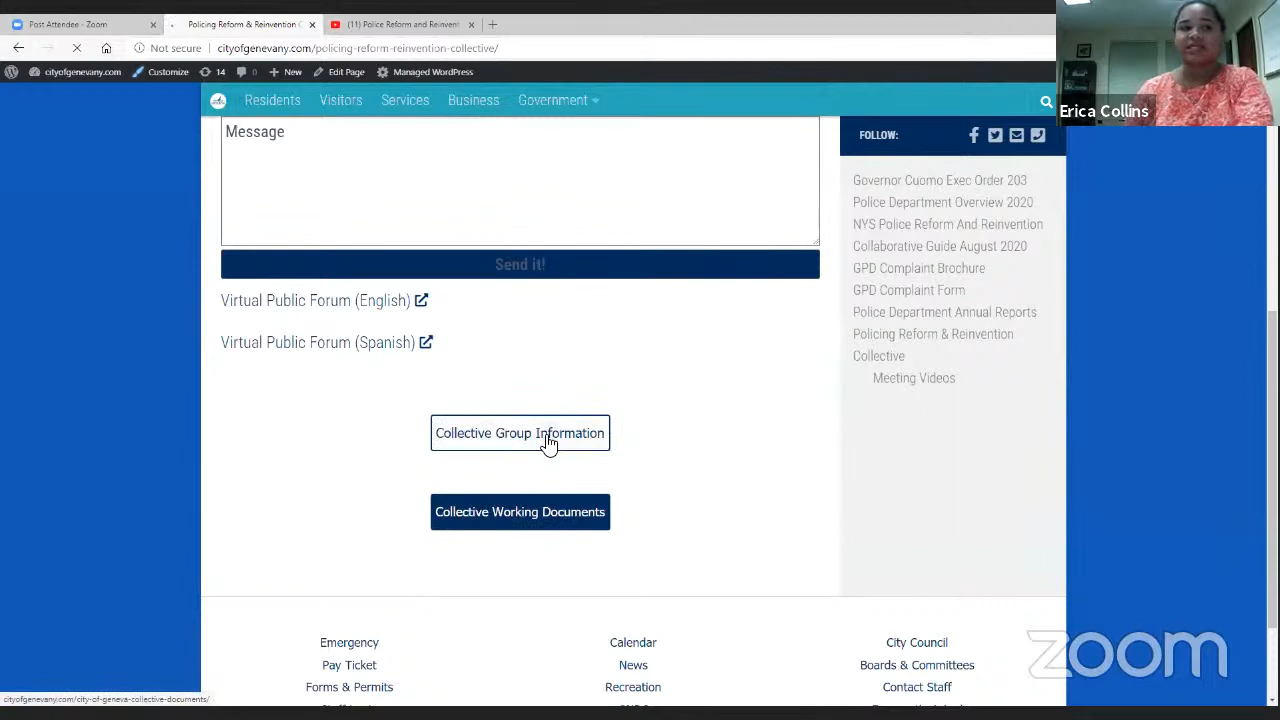 Post Attendee - Zoom
Policing Reform & Reinvention C
(11) Police Reform and Reinvent
Not secure
cityofgenevany.com/policing-reform-reinvention-collective/
cityofgenevany.com
Customize
14
New
Edit Page
Managed WordPress
Erica Collins
Residents
Visitors
Services
Business
Government
Message
Send it!
Virtual Public Forum (English)
Virtual Public Forum (Spanish)
Collective Group Information
Collective Working Documents
FOLLOW:
Governor Cuomo Exec Order 203
Police Department Overview 2020
NYS Police Reform And Reinvention
Collaborative Guide August 2020
GPD Complaint Brochure
GPD Complaint Form
Police Department Annual Reports
Policing Reform & Reinvention
Collective
Meeting Videos
Emergency
Calendar
City Council
Pay Ticket
News
Boards & Committees
Forms & Permits
Recreation
Contact Staff
zoom
cityofgenevany.com/city-of-geneva-collective-documents/